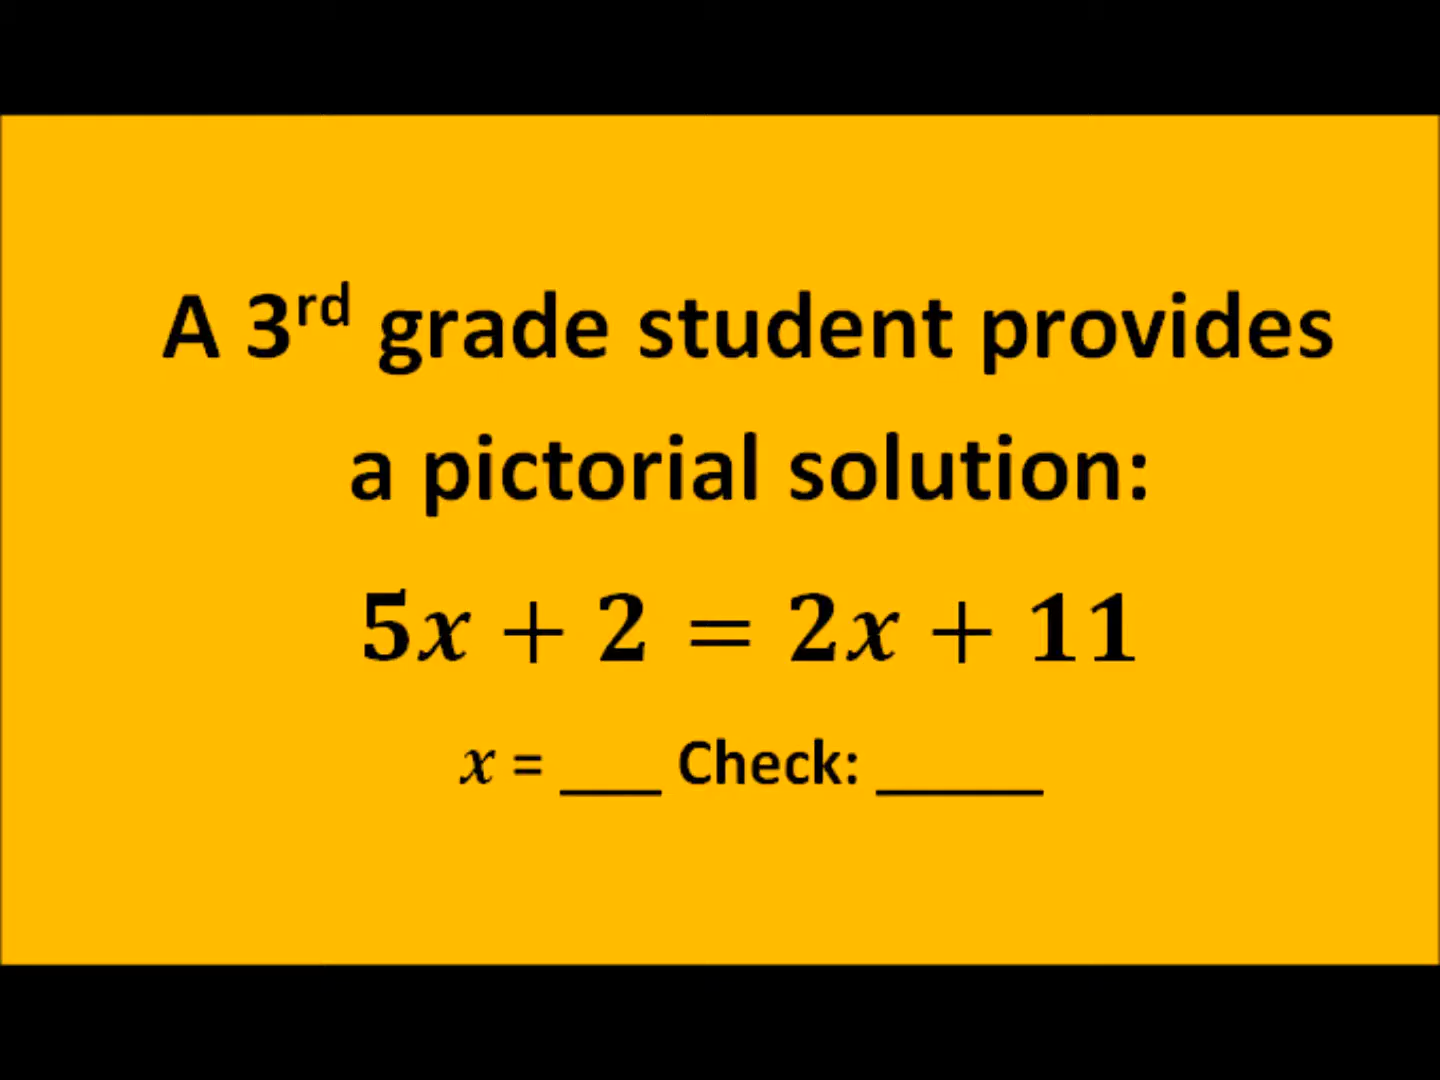 A 3rd grade student provides
a pictorial solution:
5x + 2 = 2x + 11
x = ___ Check: _____